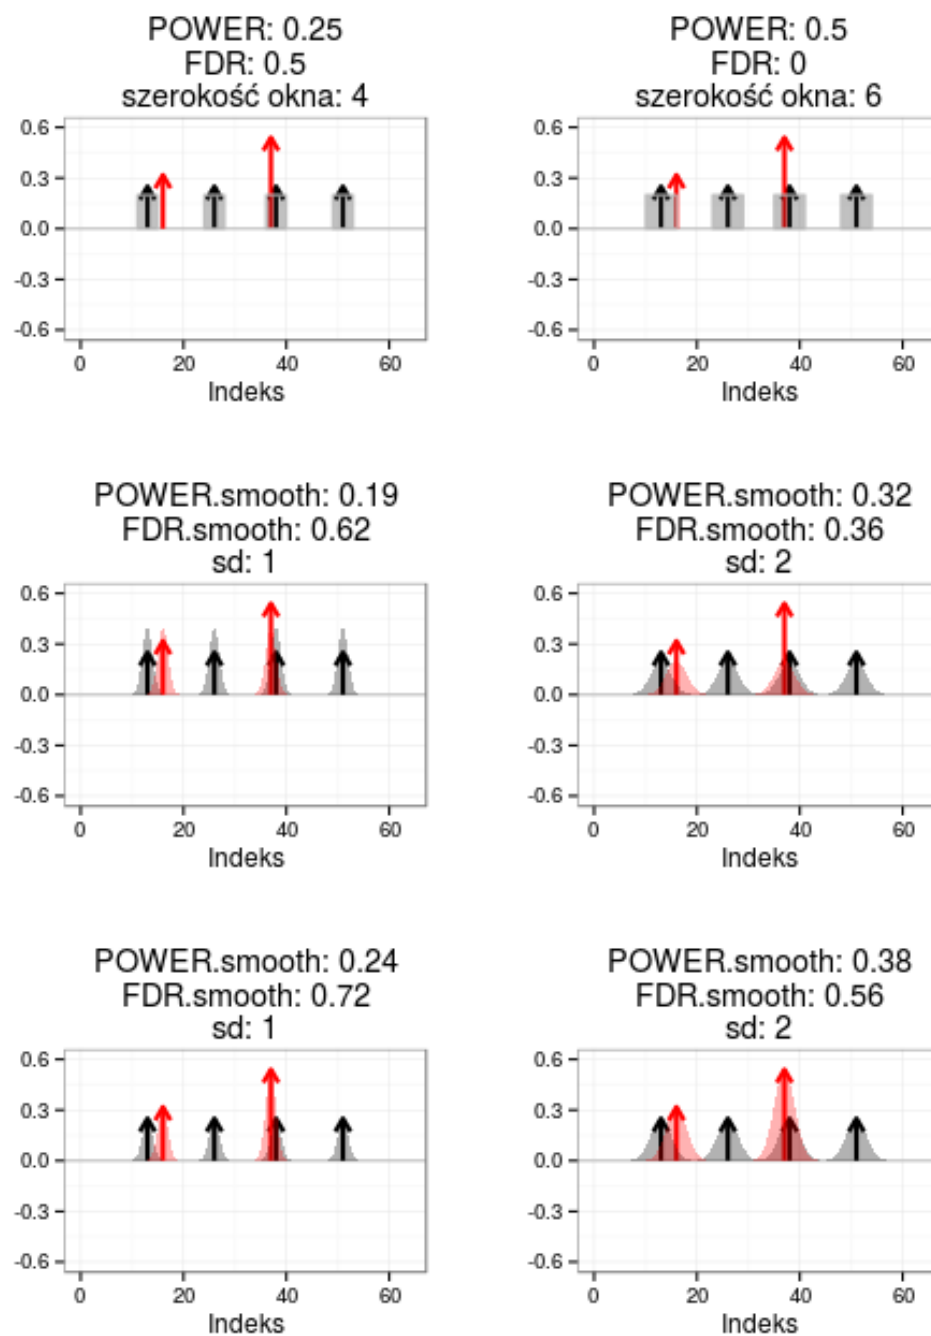 POWER: 0.25
FDR: 0.5
szerokość okna: 4
0.6
0.3
0.0
-0.3
-0.6
0 20 40 60
Indeks
POWER: 0.5
FDR: 0
szerokość okna: 6
0.6
0.3
0.0
-0.3
-0.6
0 20 40 60
Indeks
POWER.smooth: 0.19
FDR.smooth: 0.62
sd: 1
0.6
0.3
0.0
-0.3
-0.6
0 20 40 60
Indeks
POWER.smooth: 0.32
FDR.smooth: 0.36
sd: 2
0.6
0.3
0.0
-0.3
-0.6
0 20 40 60
Indeks
POWER.smooth: 0.24
FDR.smooth: 0.72
sd: 1
0.6
0.3
0.0
-0.3
-0.6
0 20 40 60
Indeks
POWER.smooth: 0.38
FDR.smooth: 0.56
sd: 2
0.6
0.3
0.0
-0.3
-0.6
0 20 40 60
Indeks